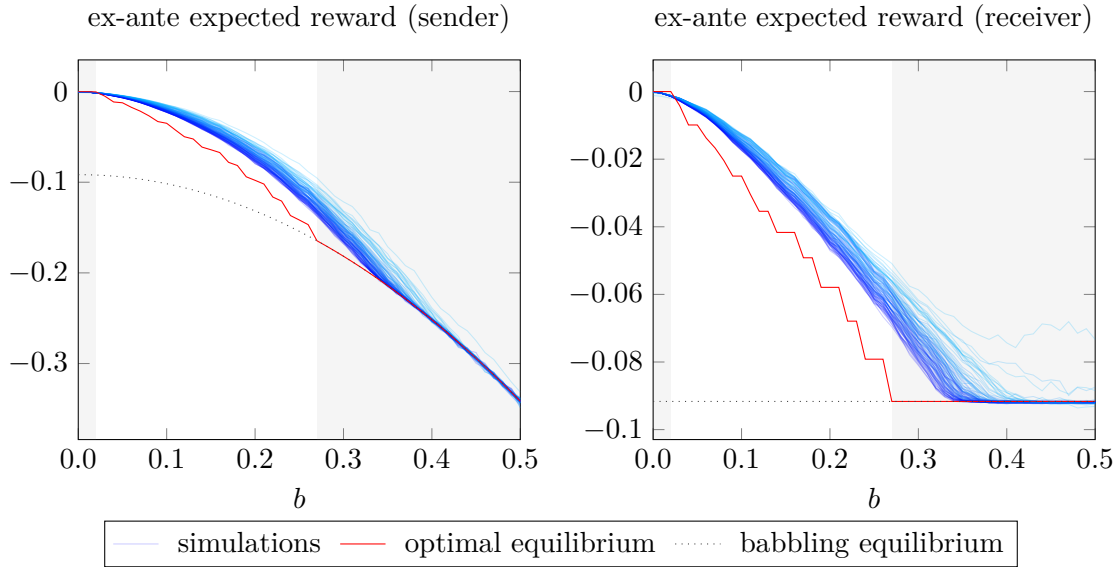 ex-ante expected reward (sender)
0
−0.1
−0.2
−0.3
0.0 0.1 0.2 0.3 0.4 0.5
b
ex-ante expected reward (receiver)
0
−0.02
−0.04
−0.06
−0.08
−0.1
0.0 0.1 0.2 0.3 0.4 0.5
b
simulations optimal equilibrium babbling equilibrium